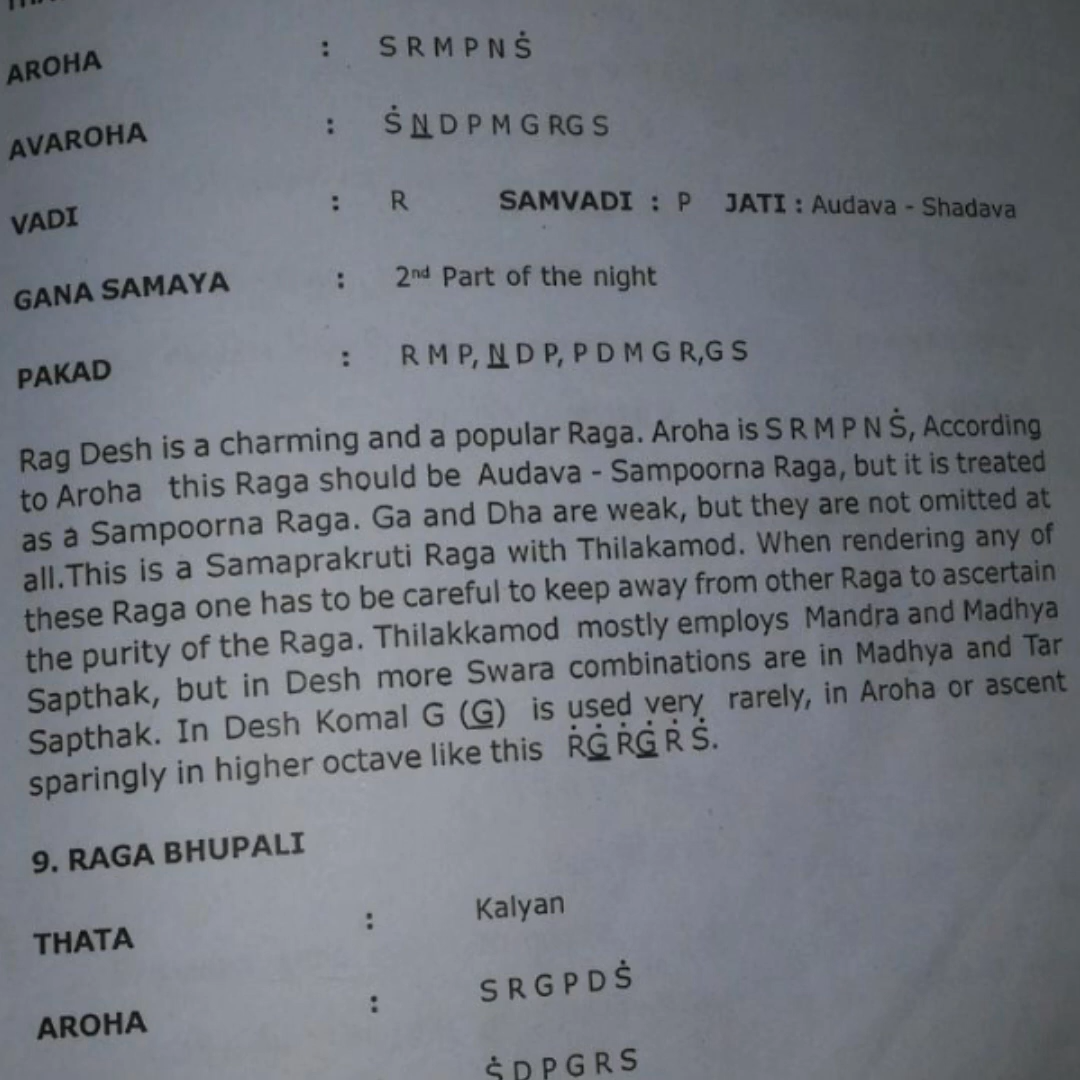 AROHA : S R M P N Ṡ
AVAROHA : Ṡ N̲ D P M G RG S
VADI : R SAMVADI : P JATI : Audava - Shadava
GANA SAMAYA : 2nd Part of the night
PAKAD : R M P, N̲ D P, P D M G R,G S
Rag Desh is a charming and a popular Raga. Aroha is S R M P N Ṡ, According
to Aroha this Raga should be Audava - Sampoorna Raga, but it is treated
as a Sampoorna Raga. Ga and Dha are weak, but they are not omitted at
all.This is a Samaprakruti Raga with Thilakamod. When rendering any of
these Raga one has to be careful to keep away from other Raga to ascertain
the purity of the Raga. Thilakkamod mostly employs Mandra and Madhya
Sapthak, but in Desh more Swara combinations are in Madhya and Tar
Sapthak. In Desh Komal G (G̲) is used very rarely, in Aroha or ascent
sparingly in higher octave like this ṘĠ̲ ṘĠ̲ Ṙ Ṡ.
9. RAGA BHUPALI
THATA : Kalyan
AROHA : S R G P D Ṡ
Ṡ D P G R S